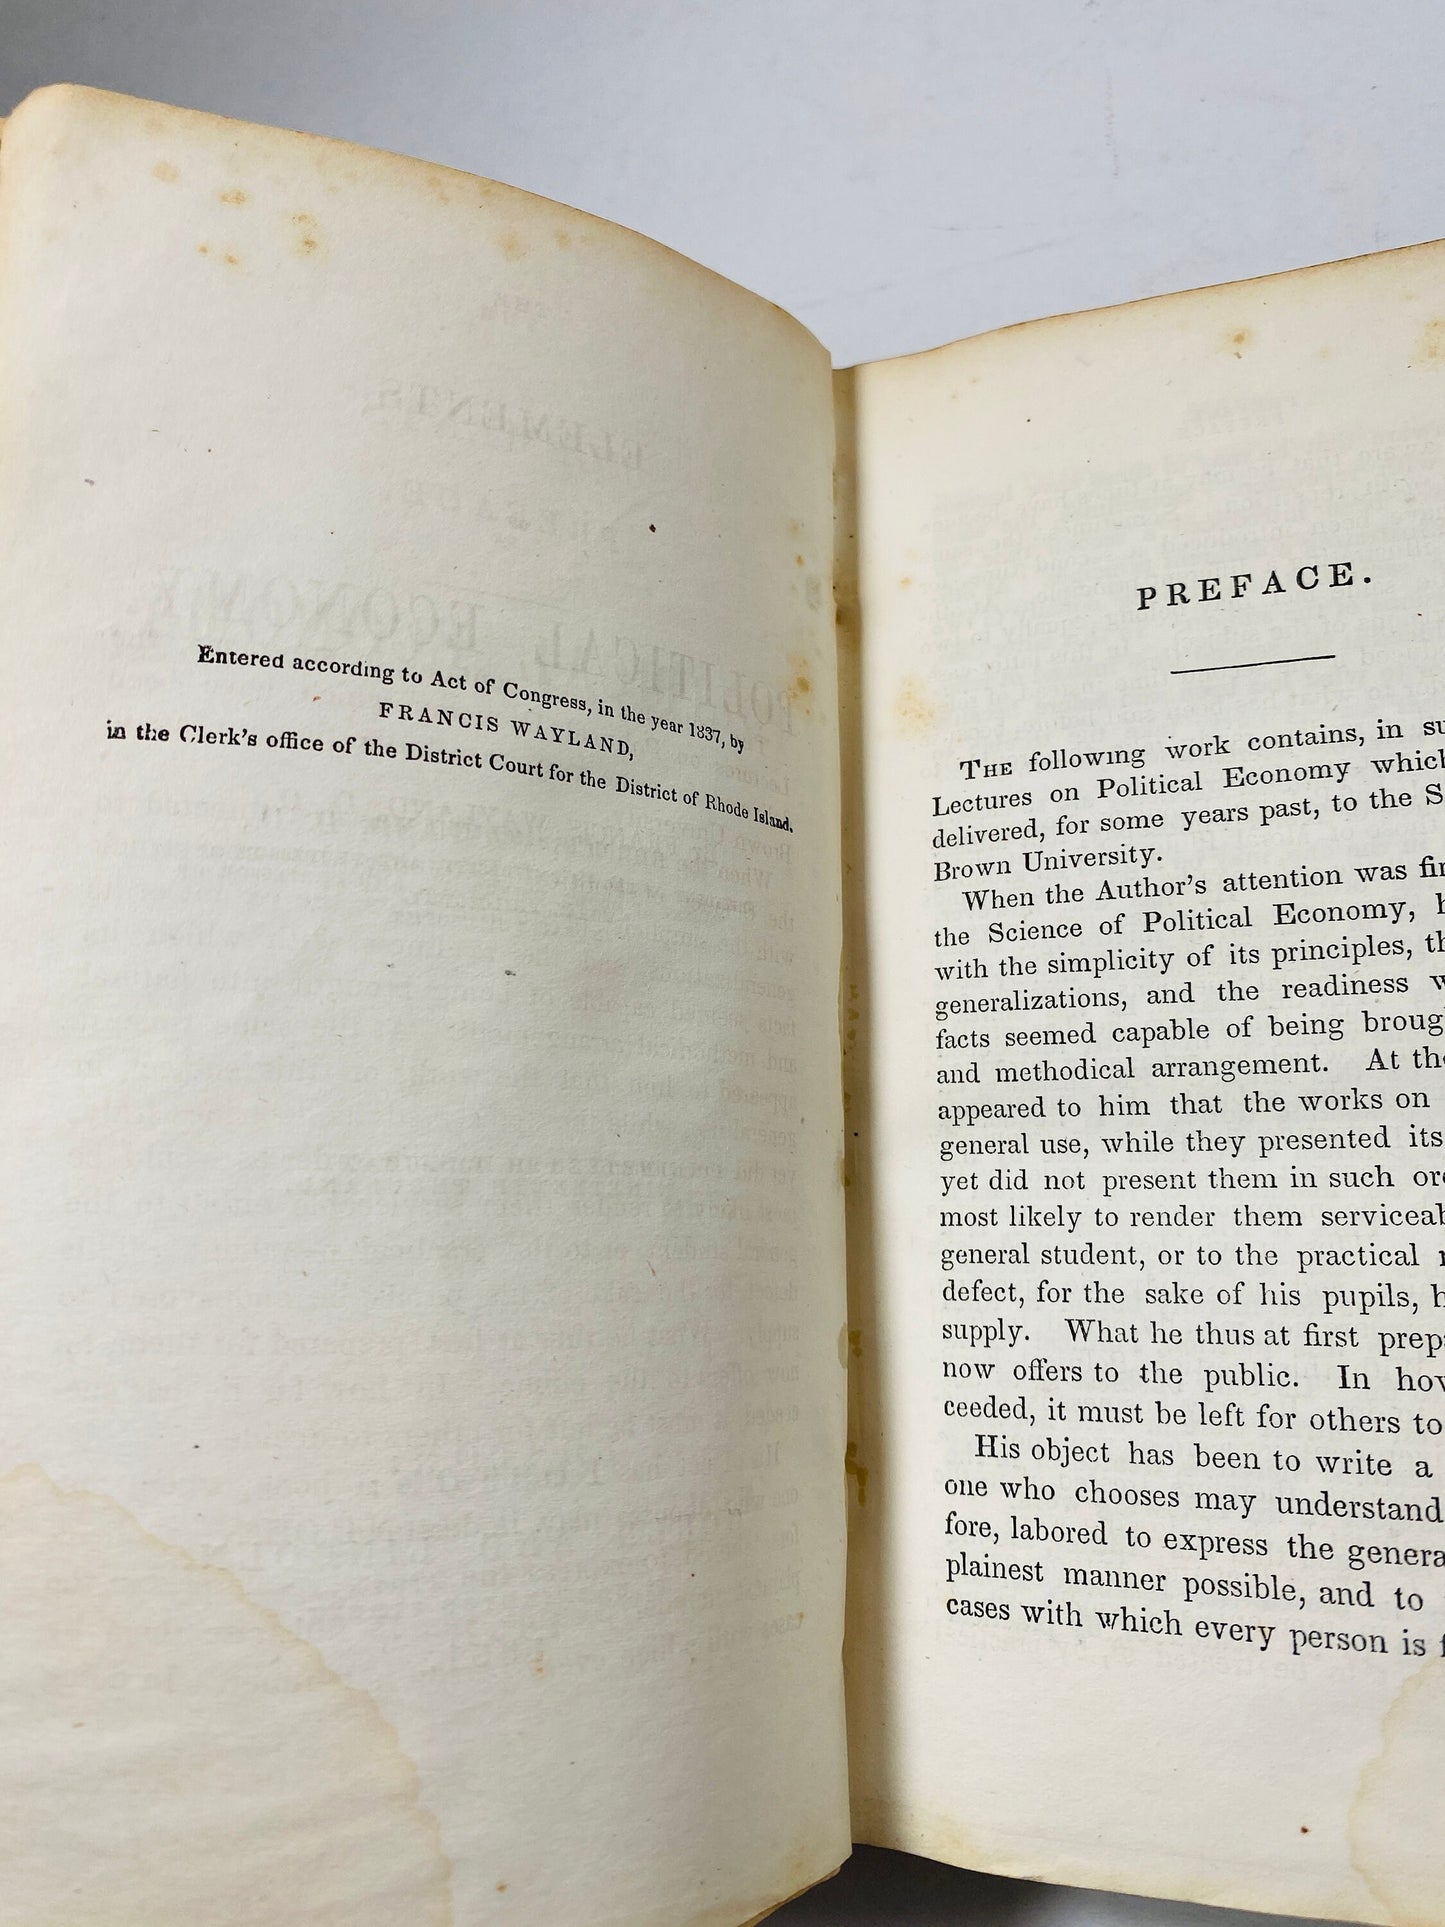 Entered according to Act of Congress, in the year 1837, by
FRANCIS WAYLAND,
in the Clerk's office of the District Court for the District of Rhode Island.
PREFACE.
THE following work contains, in
Lectures on Political Economy
delivered, for some years past, to the
Brown University.
When the Author's attention was
the Science of Political Economy,
with the simplicity of its principles,
generalizations, and the readiness
facts seemed capable of being
and methodical arrangement. At
appeared to him that the works on
general use, while they presented its
yet did not present them in such
most likely to render them
general student, or to the practical
defect, for the sake of his pupils,
supply. What he thus at first
now offers to the public. In
ceeded, it must be left for others to
His object has been to write a
one who chooses may understand
fore, labored to express the
plainest manner possible, and to
cases with which every person is